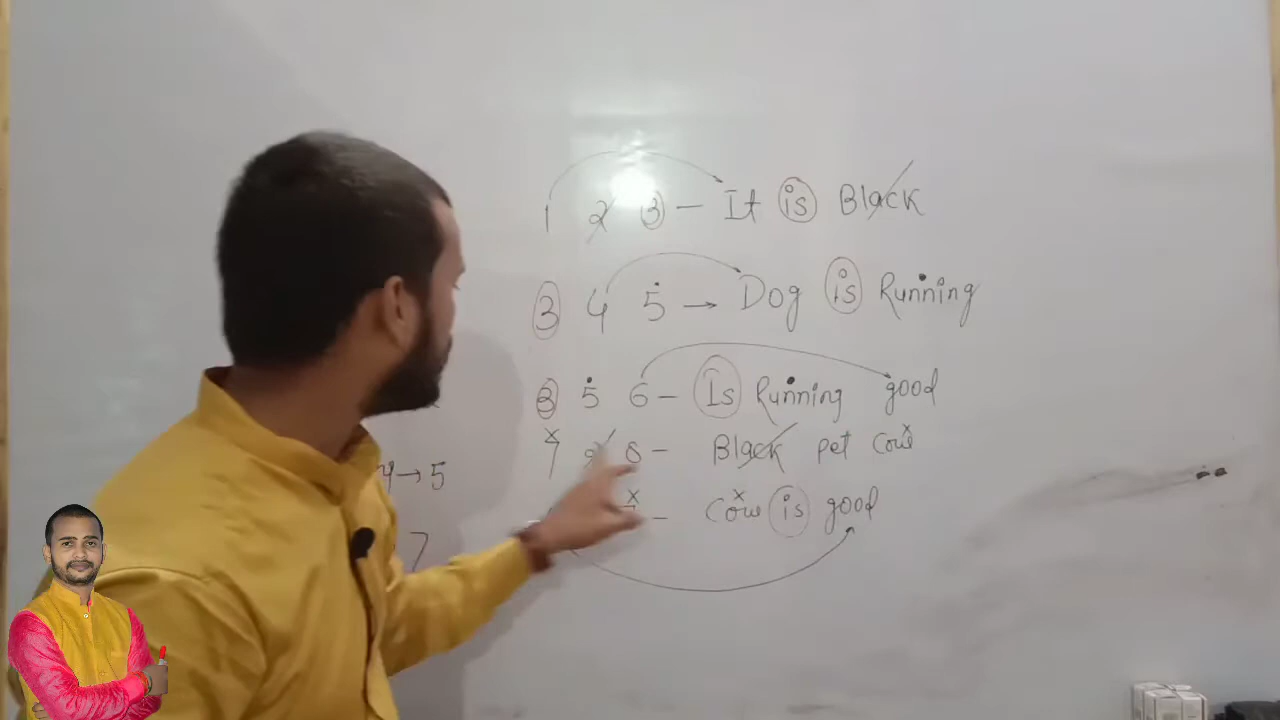 1 2 3 - It is Black
3 4 5 → Dog is Running
3 5 6 - Is Running good
7 2 8 - Black pet cow
- cow is good
4 → 5
7